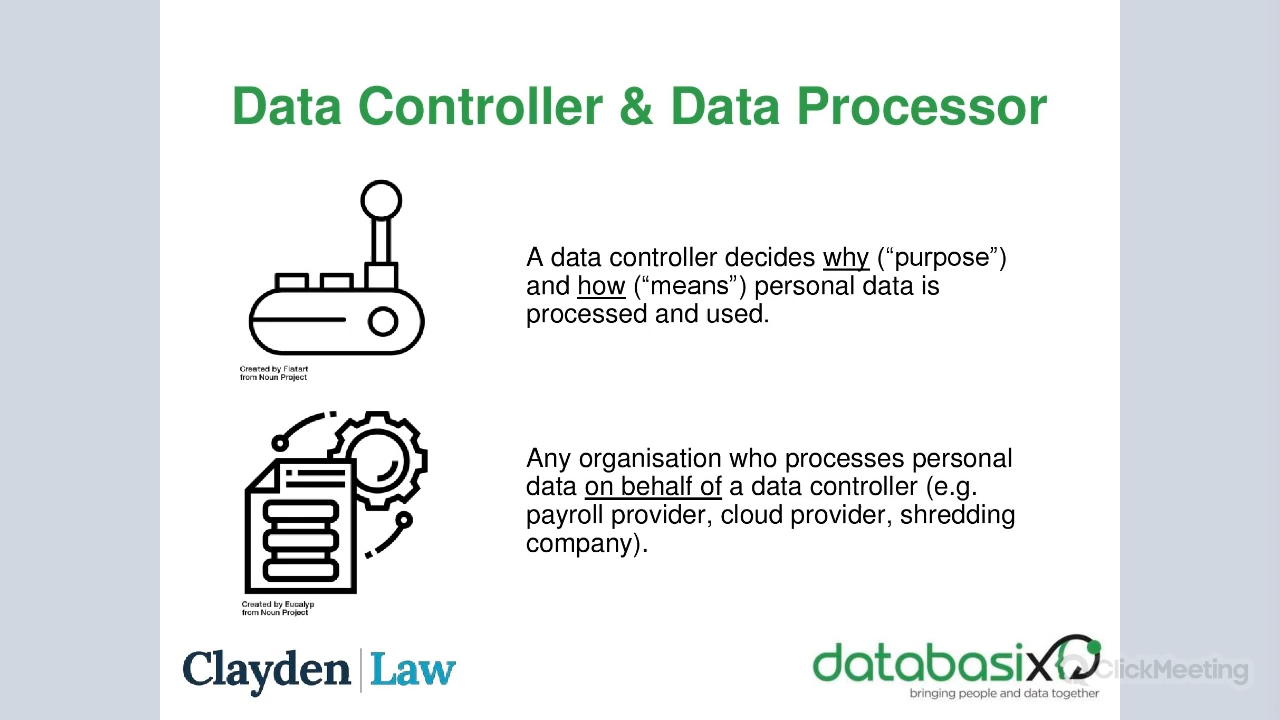 Data Controller & Data Processor
A data controller decides why (“purpose”)
and how (“means”) personal data is
processed and used.
Created by Flatart
from Noun Project
Any organisation who processes personal
data on behalf of a data controller (e.g.
payroll provider, cloud provider, shredding
company).
Created by Eucalyp
from Noun Project
Clayden Law
databasix
bringing people and data together
ClickMeeting